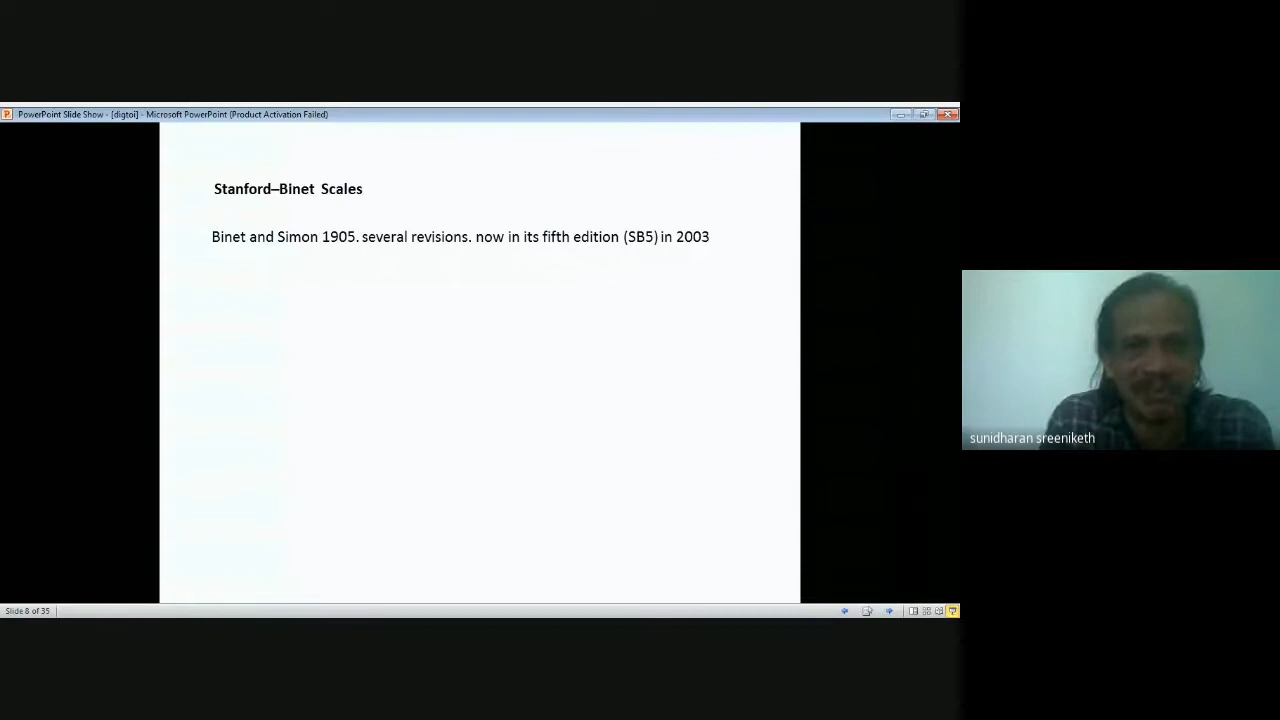 PowerPoint Slide Show - [digtoi] - Microsoft PowerPoint (Product Activation Failed)
Stanford–Binet Scales
Binet and Simon 1905. several revisions. now in its fifth edition (SB5) in 2003
sunidharan sreeniketh
Slide 8 of 35